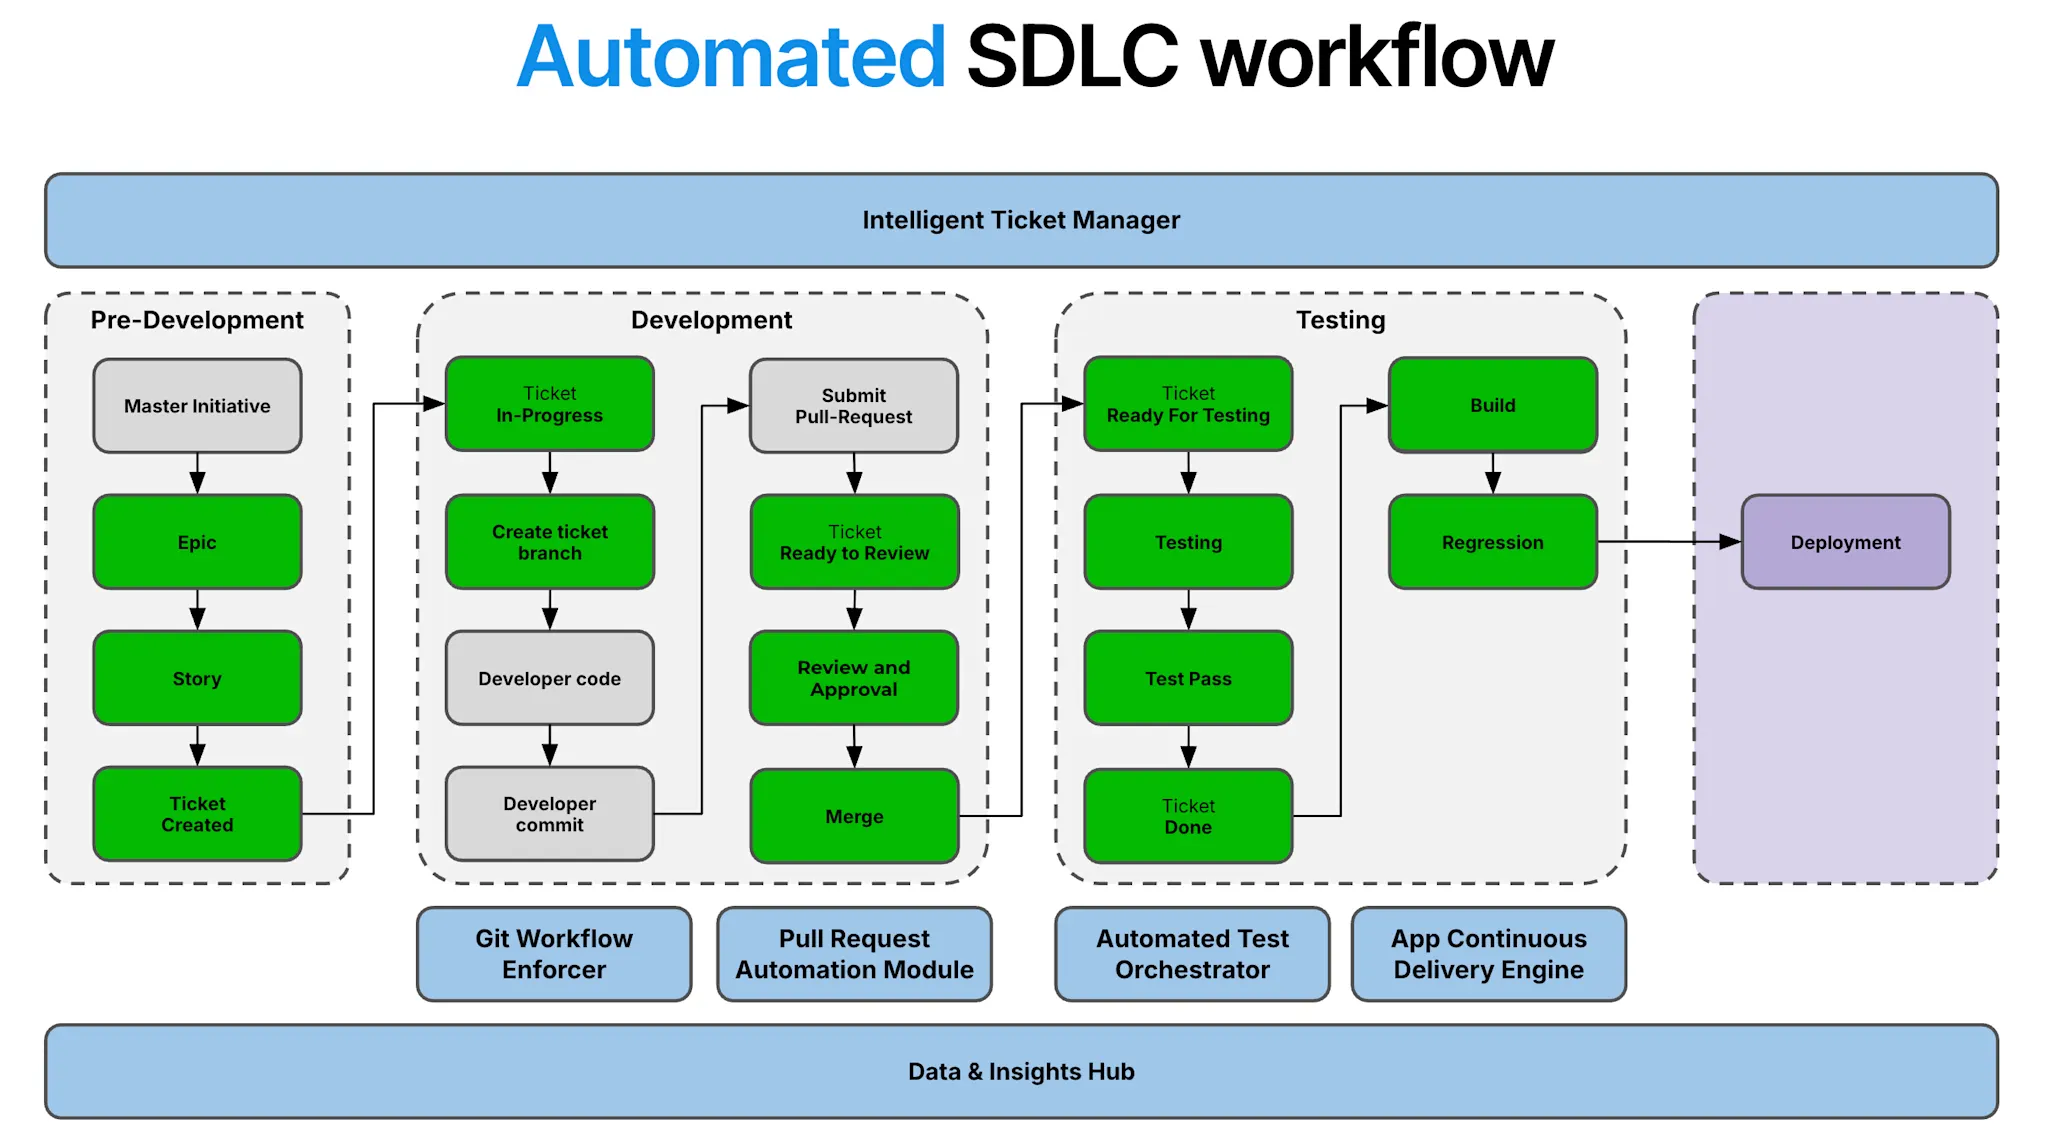 Automated SDLC workflow
Intelligent Ticket Manager
Pre-Development
Master Initiative
Epic
Story
Ticket
Created
Development
Ticket
In-Progress
Create ticket
branch
Developer code
Developer
commit
Submit
Pull-Request
Ticket
Ready to Review
Review and
Approval
Merge
Testing
Ticket
Ready For Testing
Testing
Test Pass
Ticket
Done
Build
Regression
Deployment
Git Workflow
Enforcer
Pull Request
Automation Module
Automated Test
Orchestrator
App Continuous
Delivery Engine
Data & Insights Hub